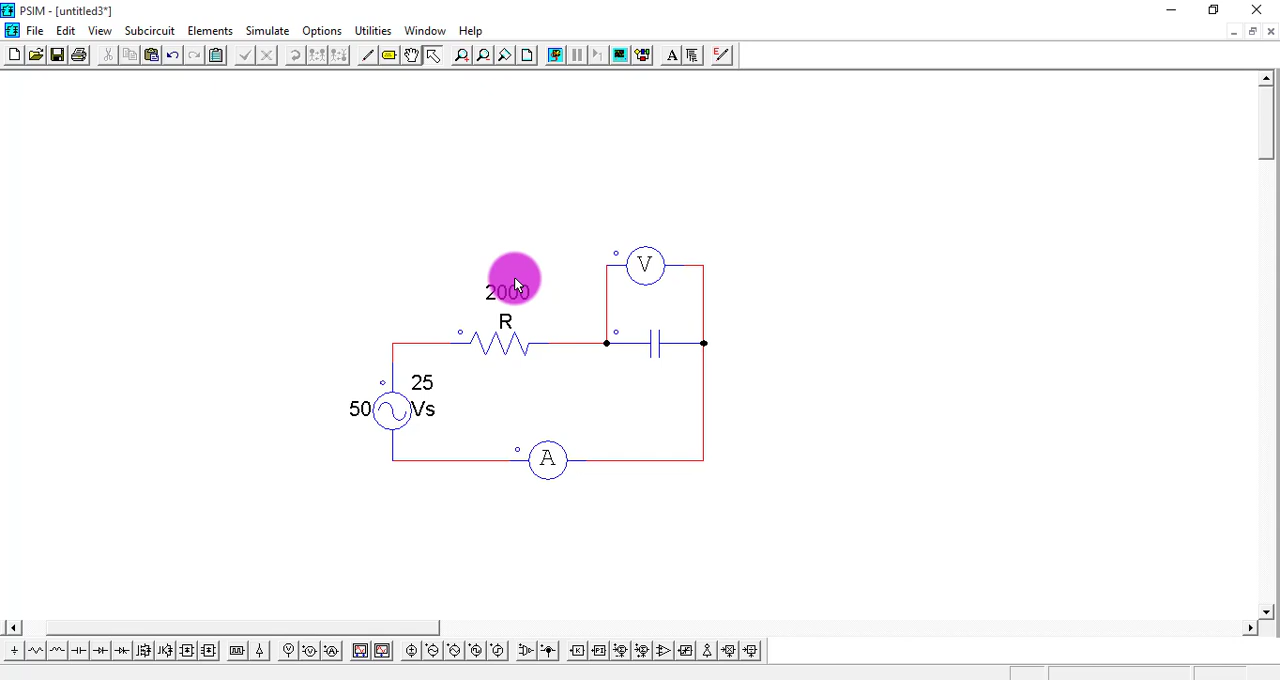 PSIM - [untitled3*]
File Edit View Subcircuit Elements Simulate Options Utilities Window Help
V
2000
R
25
50 Vs
A